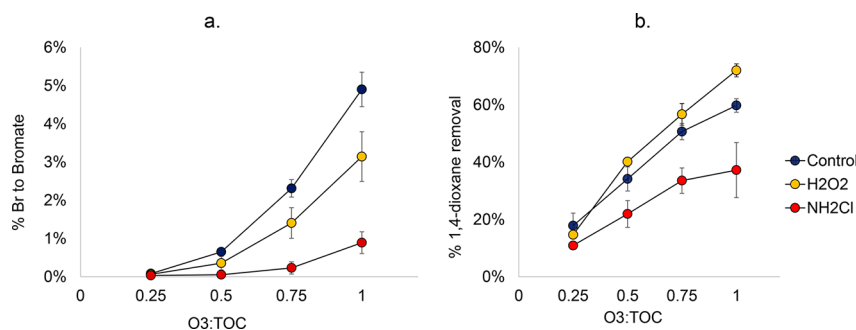 a.
% Br to Bromate
6%
5%
4%
3%
2%
1%
0%
0 0.25 0.5 0.75 1
O3:TOC
b.
% 1,4-dioxane removal
80%
60%
40%
20%
0%
0 0.25 0.5 0.75 1
O3:TOC
Control
H2O2
NH2Cl